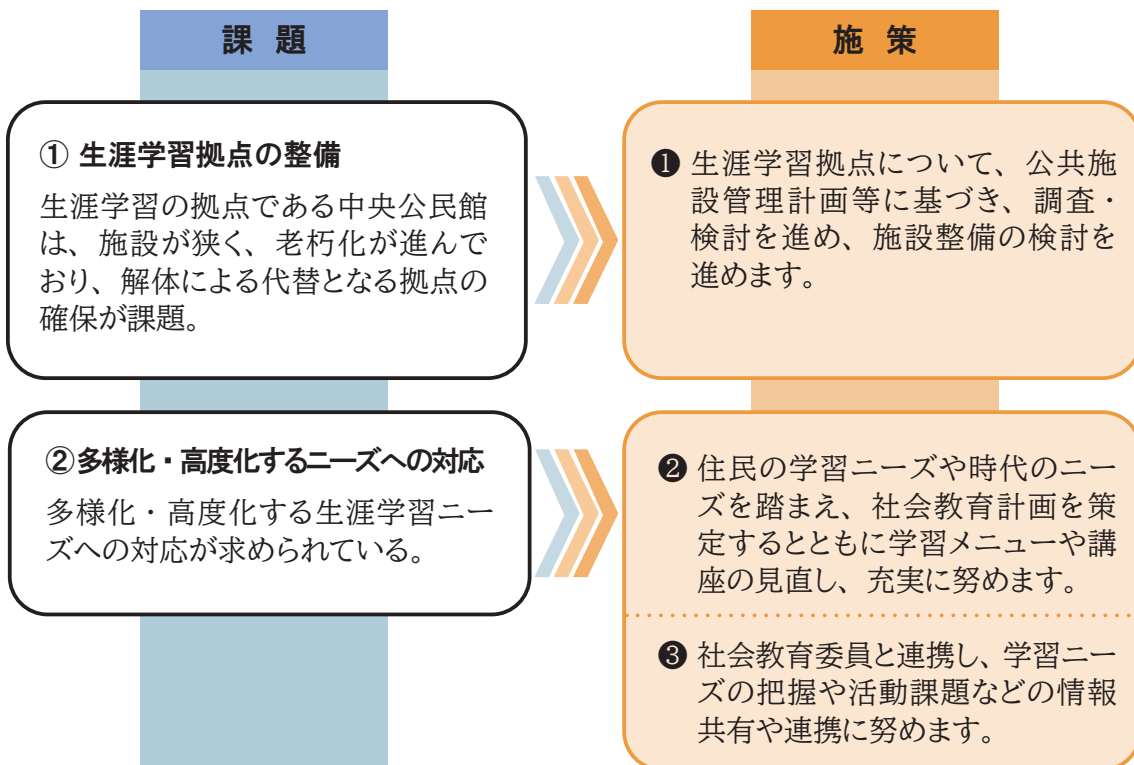 課題
施策
① 生涯学習拠点の整備
生涯学習の拠点である中央公民館
は、施設が狭く、老朽化が進んで
おり、解体による代替となる拠点の
確保が課題。
❶ 生涯学習拠点について、公共施
設管理計画等に基づき、調査・
検討を進め、施設整備の検討を
進めます。
②多様化・高度化するニーズへの対応
多様化・高度化する生涯学習ニー
ズへの対応が求められている。
❷ 住民の学習ニーズや時代のニー
ズを踏まえ、社会教育計画を策
定するとともに学習メニューや講
座の見直し、充実に努めます。
❸ 社会教育委員と連携し、学習ニー
ズの把握や活動課題などの情報
共有や連携に努めます。